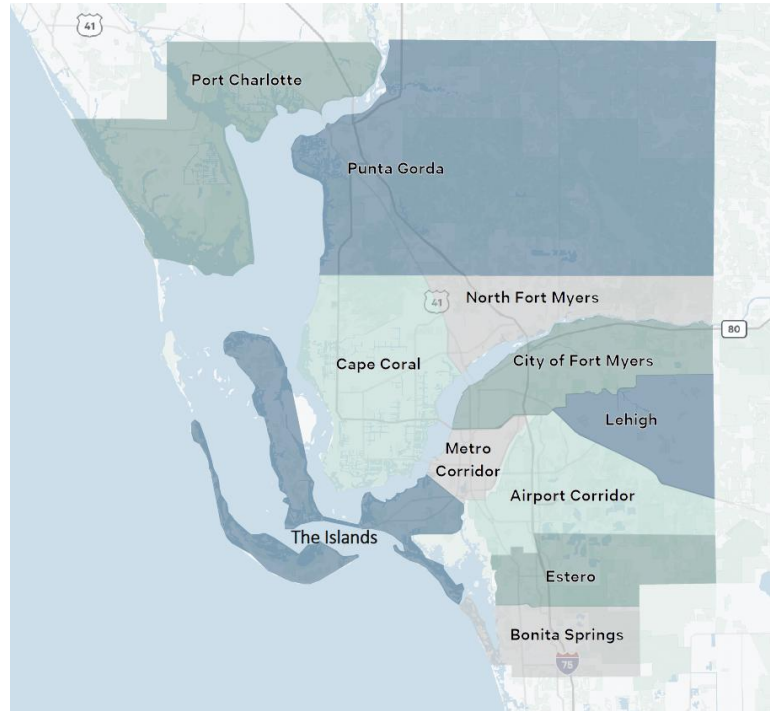 41
Port Charlotte
Punta Gorda
North Fort Myers
41
80
Cape Coral
City of Fort Myers
Lehigh
Metro
Corridor
Airport Corridor
The Islands
Estero
Bonita Springs
75